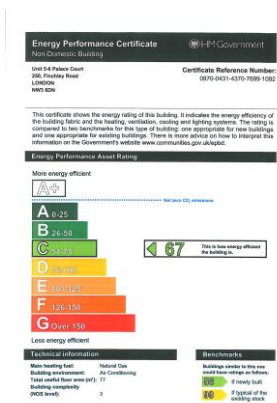 Energy Performance Certificate
Non-Domestic Building
HM Government
Unit 5-6 Palace Court
250, Finchley Road
LONDON
NW3 6DN
Certificate Reference Number:
0970-0431-4370-7699-1092
This certificate shows the energy rating of this building. It indicates the energy efficiency of
the building fabric and the heating, ventilation, cooling and lighting systems. The rating is
compared to two benchmarks for this type of building: one appropriate for new buildings
and one appropriate for existing buildings. There is more advice on how to interpret this
information on the Government's website www.communities.gov.uk/epbd.
Energy Performance Asset Rating
More energy efficient
A+
Net zero CO₂ emissions
A 0-25
B 26-50
C 51-75
67
This is how energy efficient
the building is.
D 76-100
E 101-125
F 126-150
G Over 150
Less energy efficient
Technical information
Main heating fuel: Natural Gas
Building environment: Air Conditioning
Total useful floor area (m²): 77
Building complexity
(NOS level): 3
Benchmarks
Buildings similar to this one
could have ratings as follows:
If newly built
If typical of the
existing stock